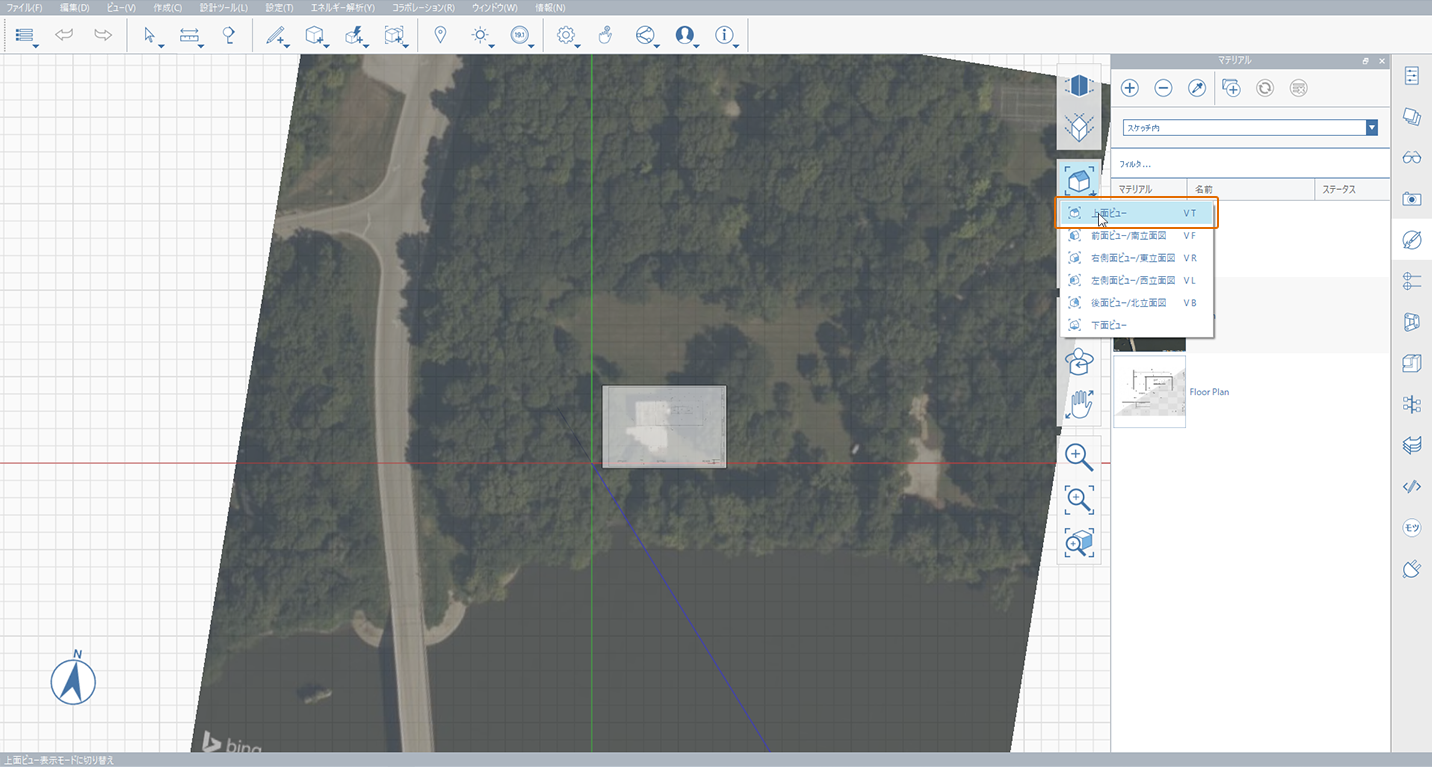 ファイル(F) 編集(D) ビュー(V) 作成(C) 設計ツール(L) 設定(T) エネルギー解析(Y) コラボレーション(R) ウィンドウ(W) 情報(N)
19.1
マテリアル
スケッチ内
フィルタ...
マテリアル 名前 ステータス
上面ビュー V T
前面ビュー/南立面図 V F
右側面ビュー/東立面図 V R
左側面ビュー/西立面図 V L
後面ビュー/北立面図 V B
下面ビュー
Floor Plan
モツ
N
bing
上面ビュー表示モードに切り替え